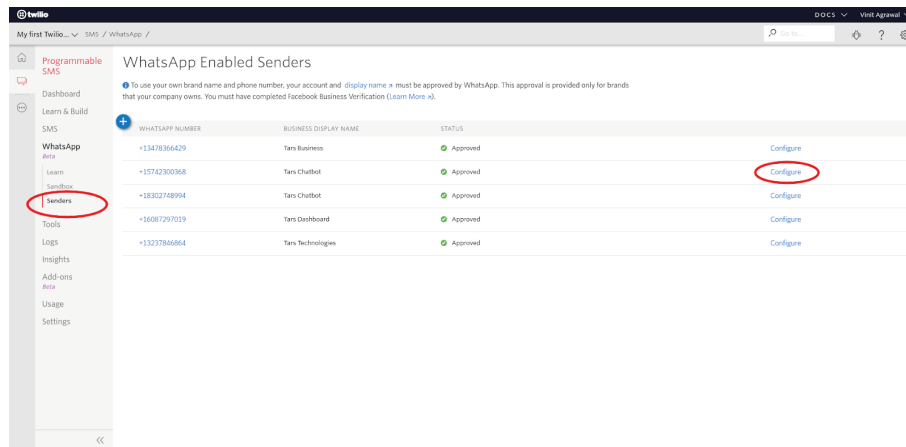 twilio
DOCS
Vinit Agrawal
My first Twilio... SMS / WhatsApp /
Go to...
Programmable
SMS
Dashboard
Learn & Build
SMS
WhatsApp
Beta
Learn
Sandbox
Senders
Tools
Logs
Insights
Add-ons
Beta
Usage
Settings
WhatsApp Enabled Senders
To use your own brand name and phone number, your account and display name must be approved by WhatsApp. This approval is provided only for brands
that your company owns. You must have completed Facebook Business Verification (Learn More).
WHATSAPP NUMBER BUSINESS DISPLAY NAME STATUS
+13478366429 Tars Business Approved Configure
+15742300368 Tars Chatbot Approved Configure
+18302748994 Tars Chatbot Approved Configure
+16087297019 Tars Dashboard Approved Configure
+13237846864 Tars Technologies Approved Configure